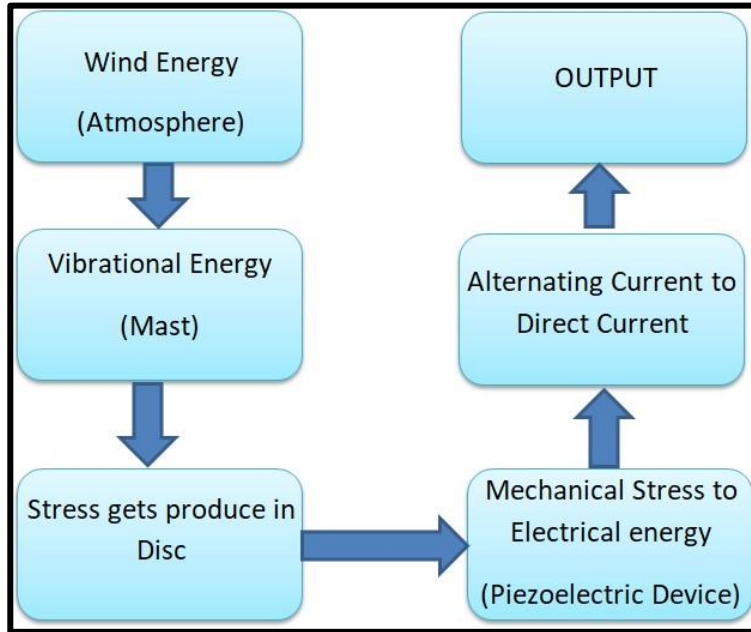 Wind Energy
(Atmosphere)
Vibrational Energy
(Mast)
Stress gets produce in
Disc
Mechanical Stress to
Electrical energy
(Piezoelectric Device)
Alternating Current to
Direct Current
OUTPUT